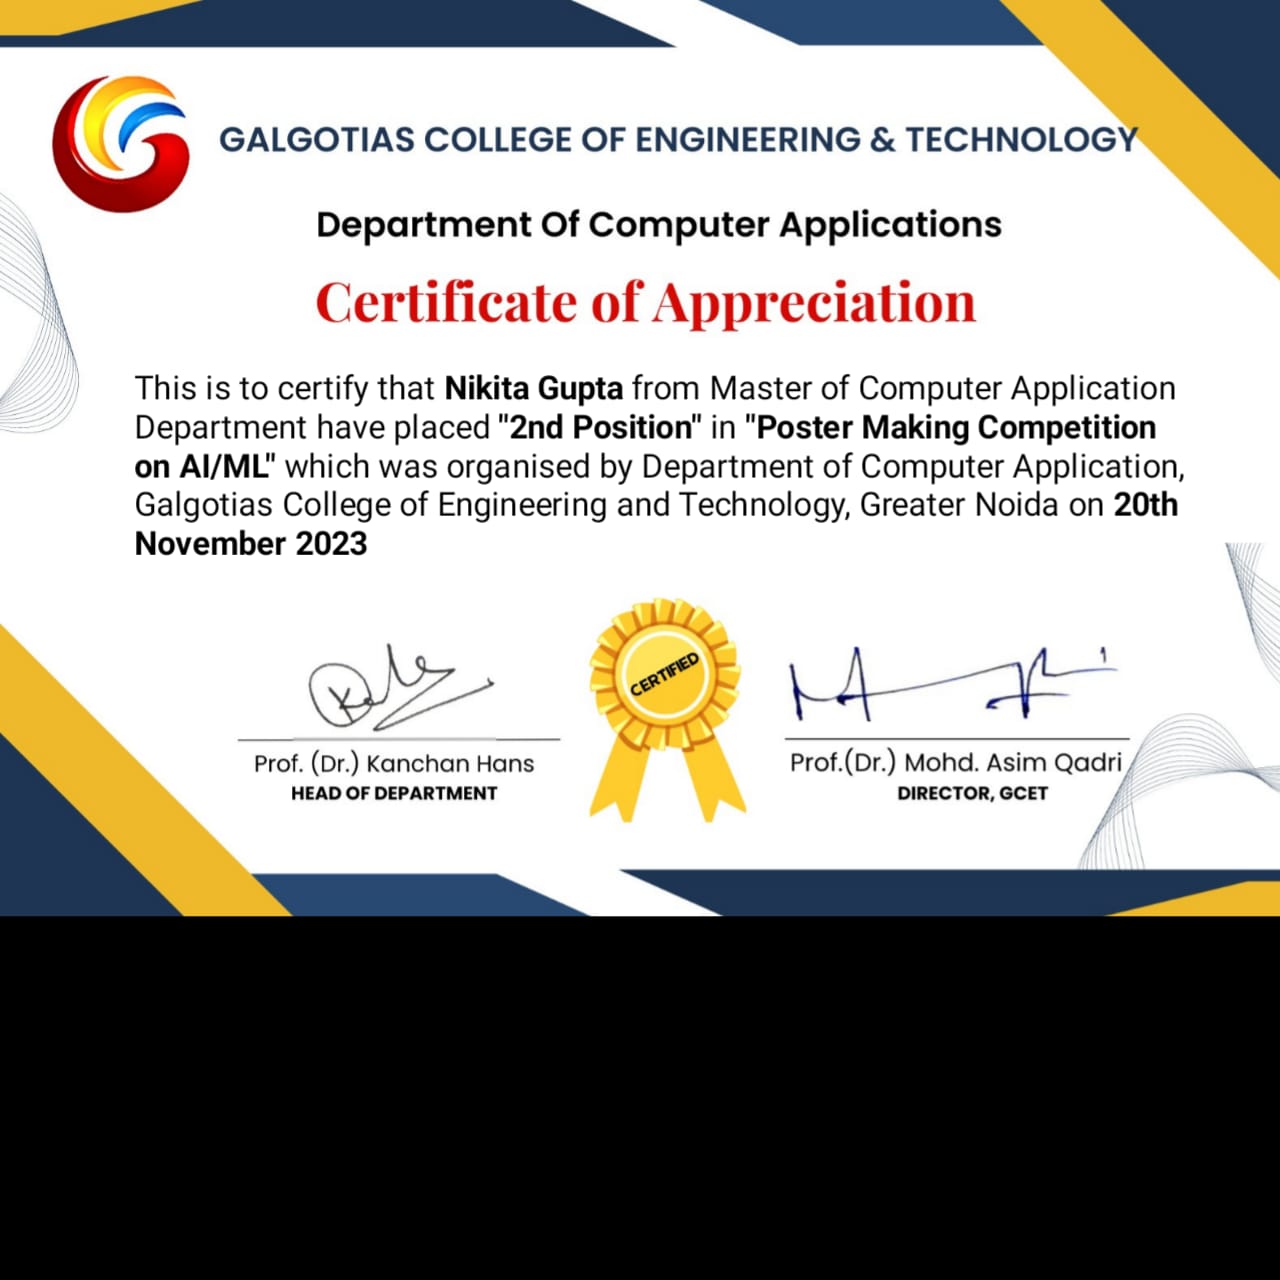 GALGOTIAS COLLEGE OF ENGINEERING & TECHNOLOGY
Department Of Computer Applications
Certificate of Appreciation
This is to certify that Nikita Gupta from Master of Computer Application
Department have placed "2nd Position" in "Poster Making Competition
on AI/ML" which was organised by Department of Computer Application,
Galgotias College of Engineering and Technology, Greater Noida on 20th
November 2023
CERTIFIED
Prof. (Dr.) Kanchan Hans
HEAD OF DEPARTMENT
Prof.(Dr.) Mohd. Asim Qadri
DIRECTOR, GCET